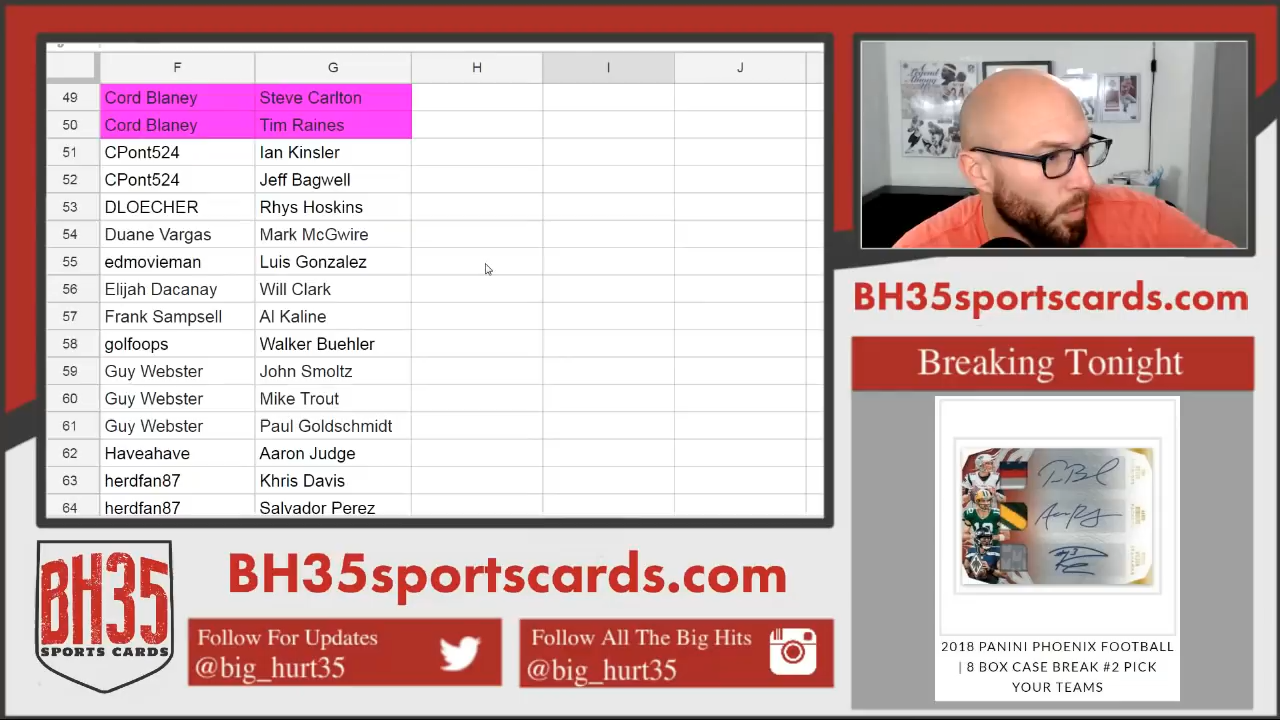 F G H I J
49 Cord Blaney Steve Carlton
50 Cord Blaney Tim Raines
51 CPont524 Ian Kinsler
52 CPont524 Jeff Bagwell
53 DLOECHER Rhys Hoskins
54 Duane Vargas Mark McGwire
55 edmovieman Luis Gonzalez
56 Elijah Dacanay Will Clark
57 Frank Sampsell Al Kaline
58 golfoops Walker Buehler
59 Guy Webster John Smoltz
60 Guy Webster Mike Trout
61 Guy Webster Paul Goldschmidt
62 Haveahave Aaron Judge
63 herdfan87 Khris Davis
64 herdfan87 Salvador Perez
BH35sportscards.com
Breaking Tonight
2018 PANINI PHOENIX FOOTBALL
| 8 BOX CASE BREAK #2 PICK
YOUR TEAMS
BH35
SPORTS CARDS
BH35sportscards.com
Follow For Updates
@big_hurt35
Follow All The Big Hits
@big_hurt35